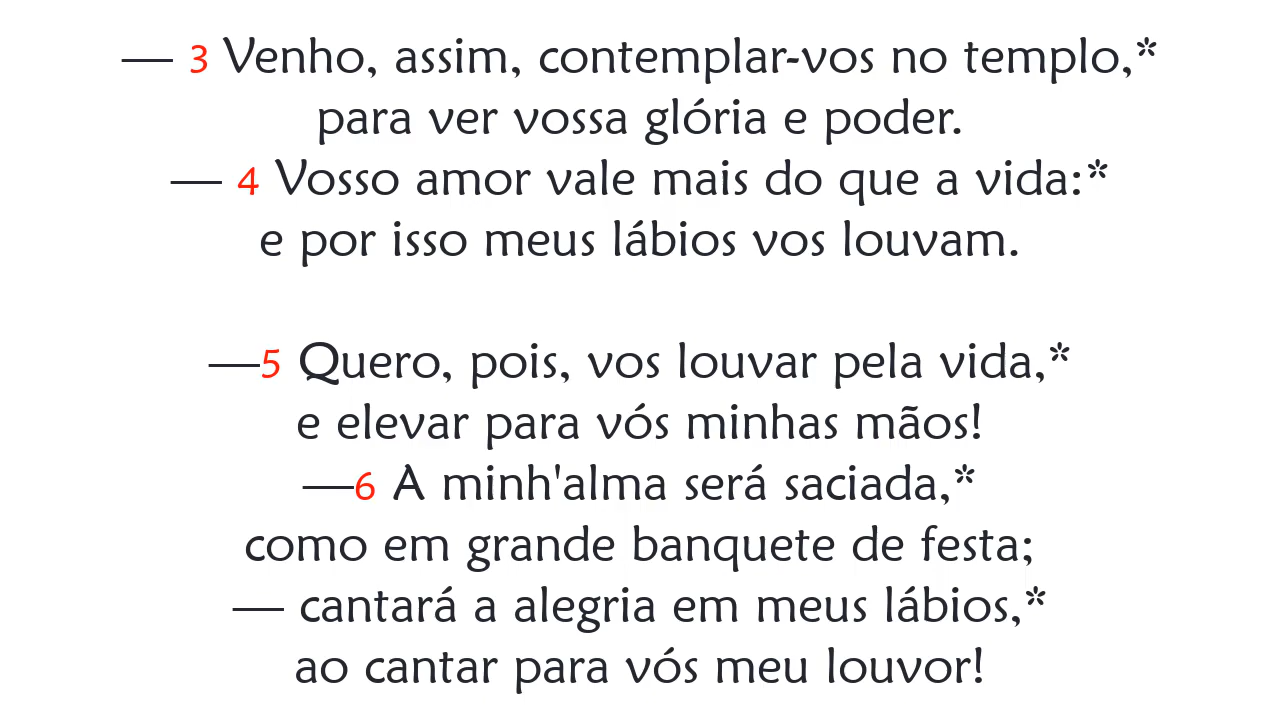 — 3 Venho, assim, contemplar-vos no templo,*
para ver vossa glória e poder.
— 4 Vosso amor vale mais do que a vida:*
e por isso meus lábios vos louvam.
—5 Quero, pois, vos louvar pela vida,*
e elevar para vós minhas mãos!
—6 A minh'alma será saciada,*
como em grande banquete de festa;
— cantará a alegria em meus lábios,*
ao cantar para vós meu louvor!